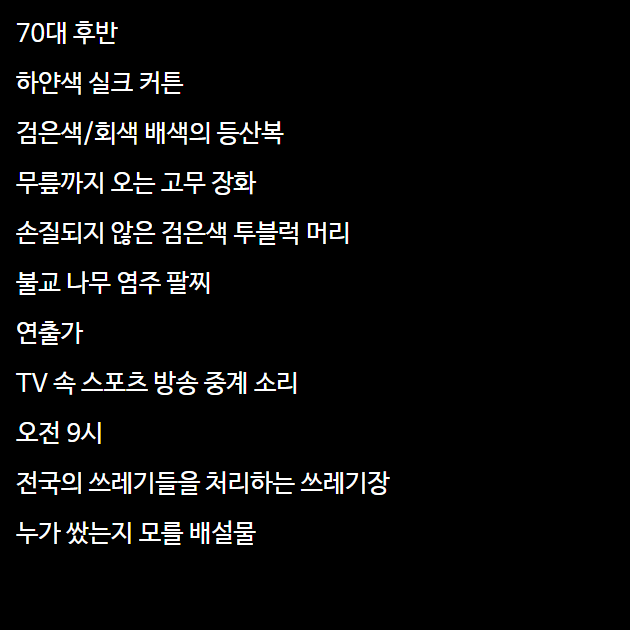 70대 후반
하얀색 실크 커튼
검은색/회색 배색의 등산복
무릎까지 오는 고무 장화
손질되지 않은 검은색 투블럭 머리
불교 나무 염주 팔찌
연출가
TV 속 스포츠 방송 중계 소리
오전 9시
전국의 쓰레기들을 처리하는 쓰레기장
누가 쌌는지 모를 배설물